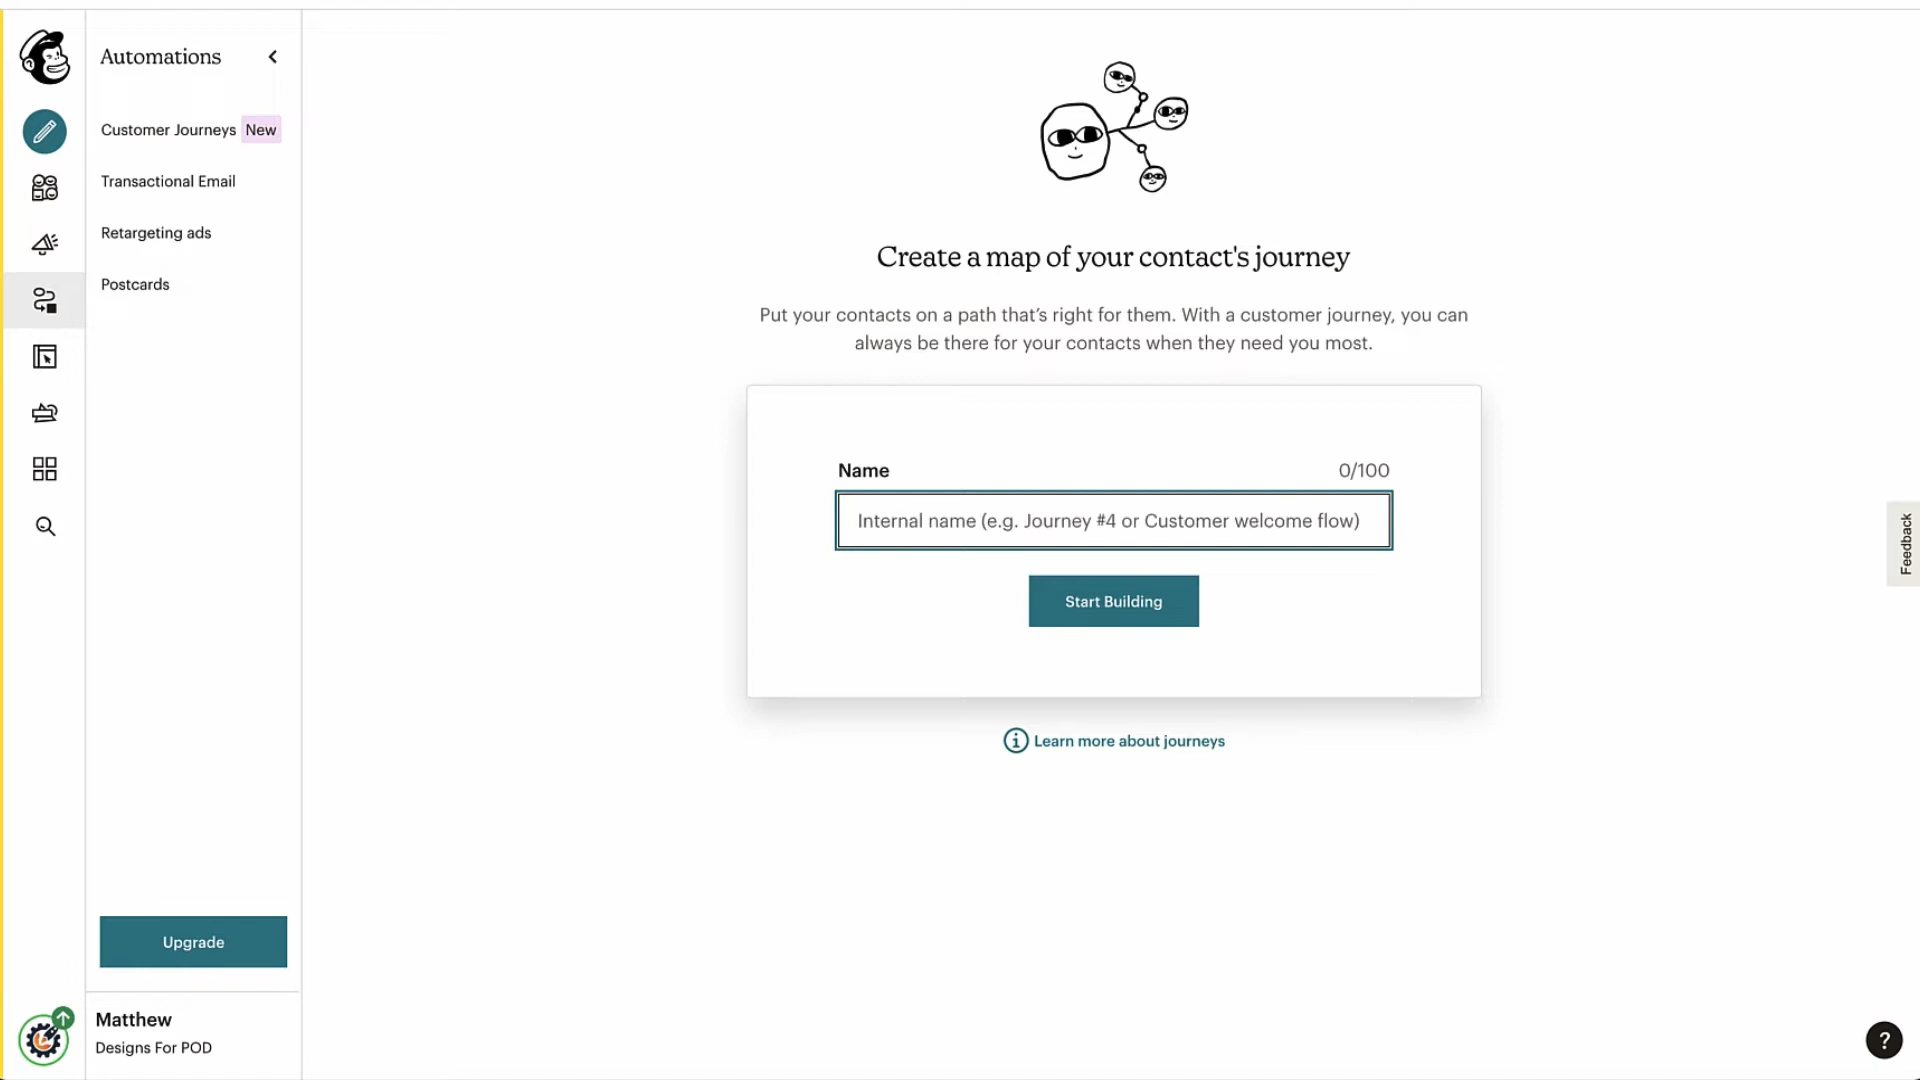 Automations
Customer Journeys New
Transactional Email
Retargeting ads
Postcards
Upgrade
Matthew
Designs For POD
Create a map of your contact's journey
Put your contacts on a path that’s right for them. With a customer journey, you can
always be there for your contacts when they need you most.
Name 0/100
Internal name (e.g. Journey #4 or Customer welcome flow)
Start Building
Learn more about journeys
Feedback
?